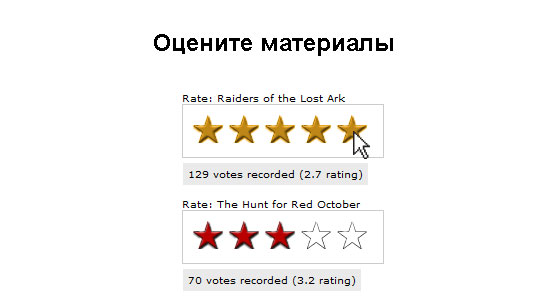 Оцените материалы
Rate: Raiders of the Lost Ark
129 votes recorded (2.7 rating)
Rate: The Hunt for Red October
70 votes recorded (3.2 rating)